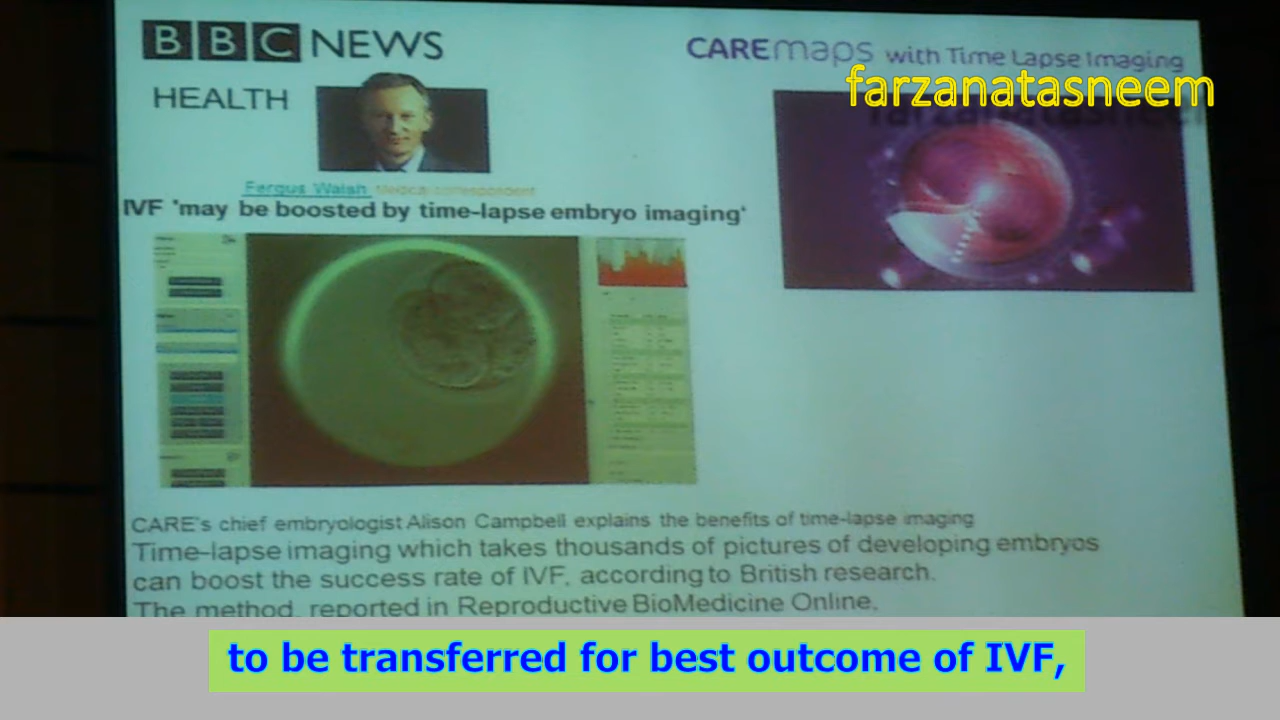 BBC NEWS
HEALTH
CAREmaps with Time Lapse Imaging
farzanatasneem
Fergus Walsh Medical correspondent
IVF 'may be boosted by time-lapse embryo imaging'
CARE's chief embryologist Alison Campbell explains the benefits of time-lapse imaging
Time-lapse imaging which takes thousands of pictures of developing embryos
can boost the success rate of IVF, according to British research.
The method, reported in Reproductive BioMedicine Online,
to be transferred for best outcome of IVF,